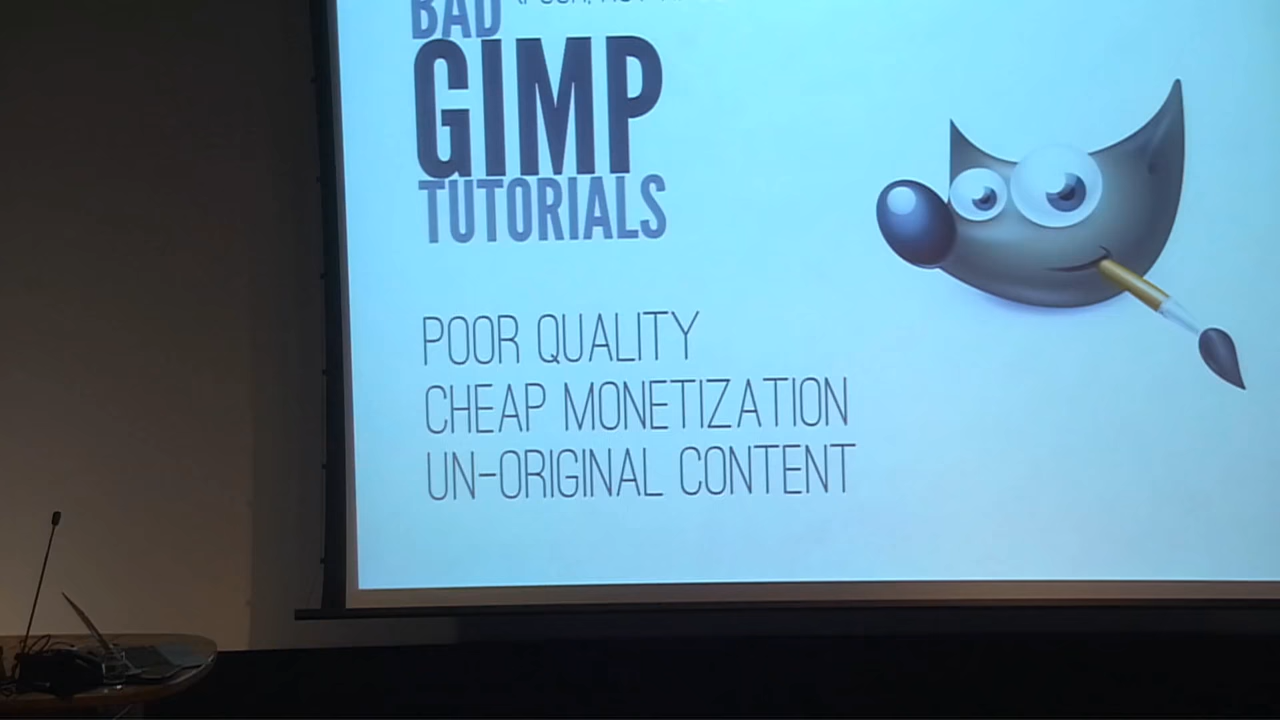 BAD
GIMP
TUTORIALS
POOR QUALITY
CHEAP MONETIZATION
UN-ORIGINAL CONTENT